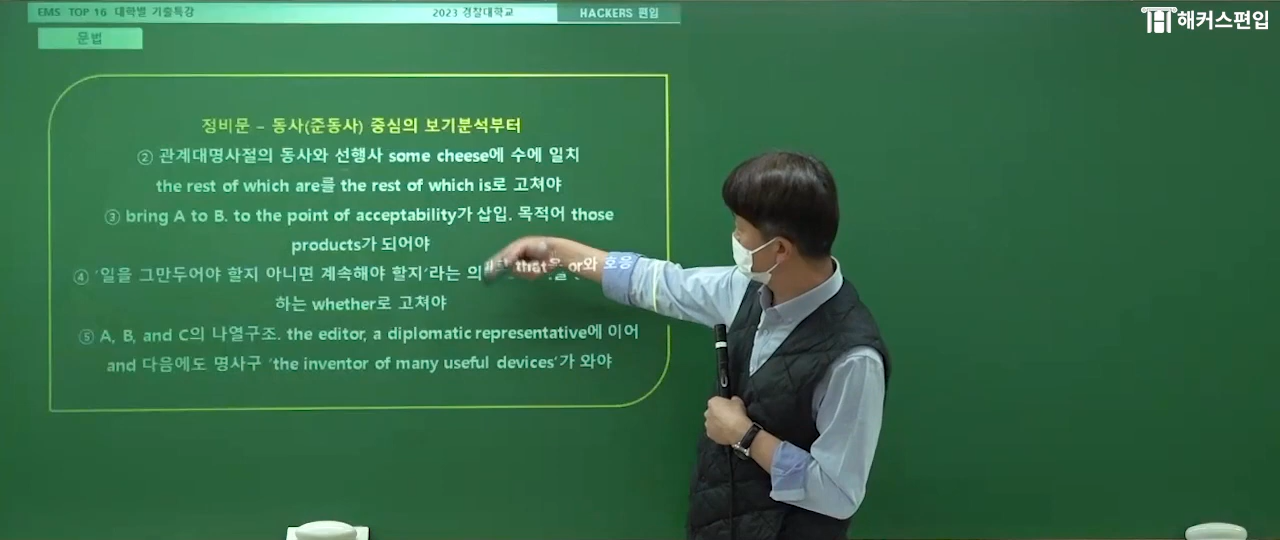 EMS TOP 16 대학별 기출특강
2023 경찰대학교
HACKERS 편입
해커스편입
문법
정비문 – 동사(준동사) 중심의 보기분석부터
② 관계대명사절의 동사와 선행사 some cheese에 수에 일치
the rest of which are를 the rest of which is로 고쳐야
③ bring A to B. to the point of acceptability가 삽입. 목적어 those
products가 되어야
④ ‘일을 그만두어야 할지 아니면 계속해야 할지’라는 that을 or와 호응
하는 whether로 고쳐야
⑤ A, B, and C의 나열구조. the editor, a diplomatic representative에 이어
and 다음에도 명사구 ‘the inventor of many useful devices’가 와야